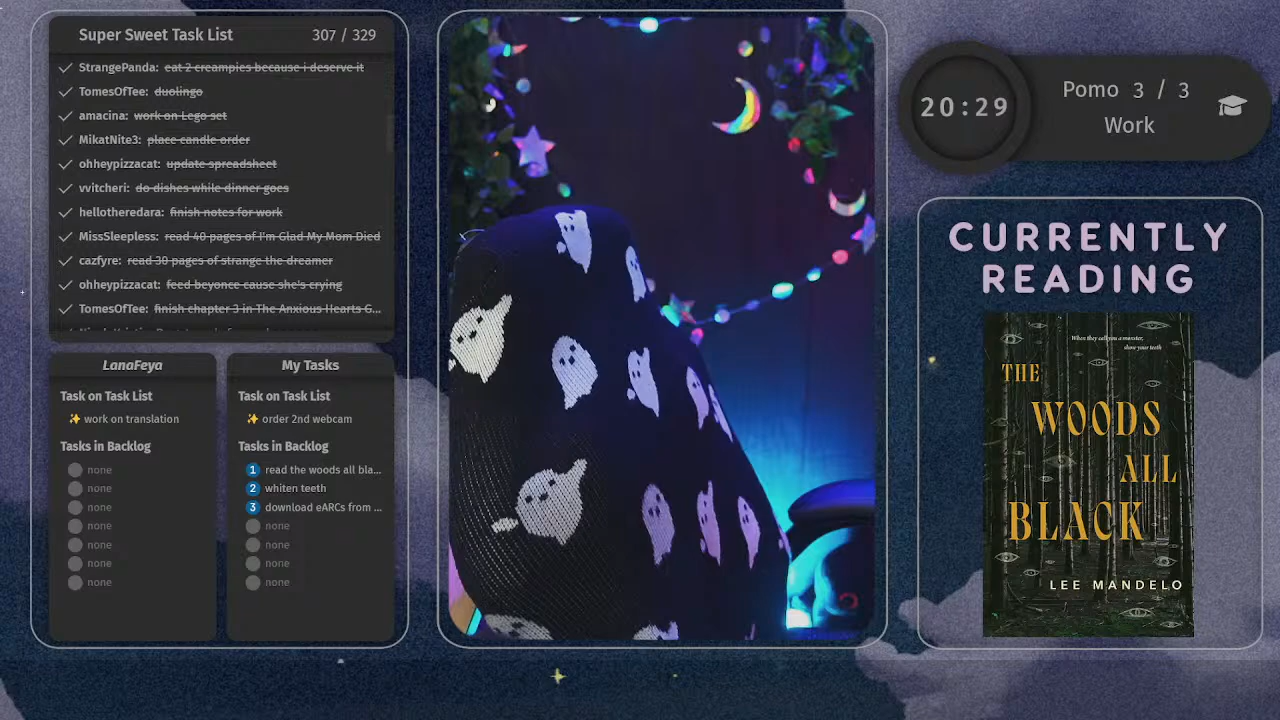 Super Sweet Task List 307 / 329
StrangePanda: eat 2 creampies because i deserve it
TomesOfTee: duolingo
amacina: work on Lego set
MikatNite3: place candle order
ohheypizzacat: update spreadsheet
vvitcheri: do dishes while dinner goes
hellotheredara: finish notes for work
MissSleepless: read 40 pages of I'm Glad My Mom Died
cazfyre: read 30 pages of strange the dreamer
ohheypizzacat: feed beyonce cause she's crying
TomesOfTee: finish chapter 3 in The Anxious Hearts G...
LanaFeya
Task on Task List
✨ work on translation
Tasks in Backlog
none
none
none
none
none
none
none
My Tasks
Task on Task List
✨ order 2nd webcam
Tasks in Backlog
1 read the woods all bla...
2 whiten teeth
3 download eARCs from ...
none
none
none
none
20:29
Pomo 3 / 3
Work
CURRENTLY
READING
When they call you a monster,
show your teeth
THE
WOODS
ALL
BLACK
LEE MANDELO